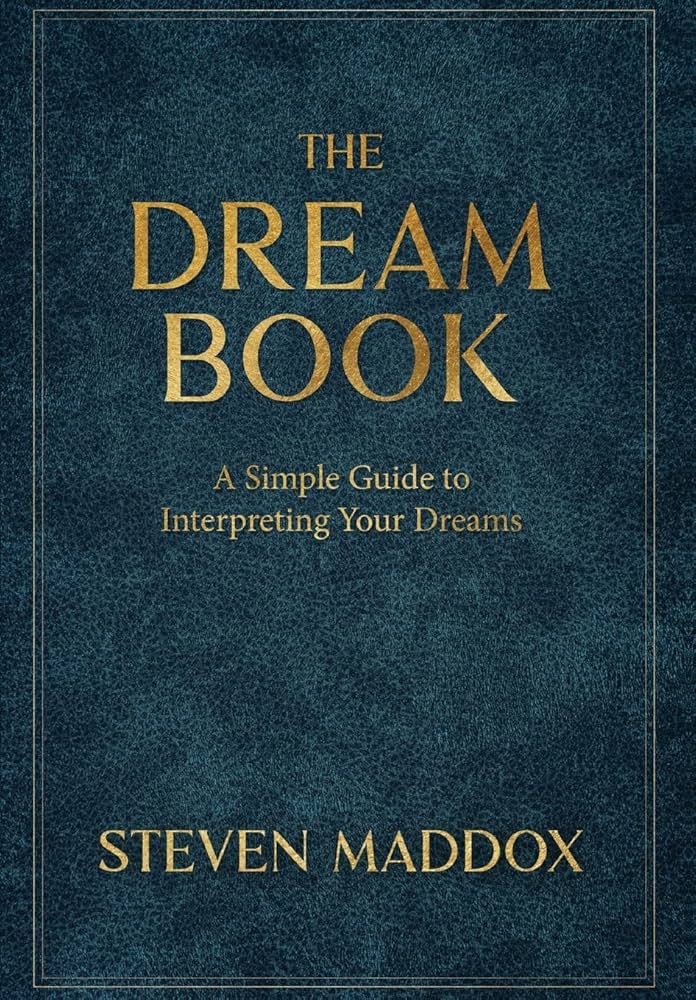 THE
DREAM
BOOK
A Simple Guide to
Interpreting Your Dreams
STEVEN MADDOX